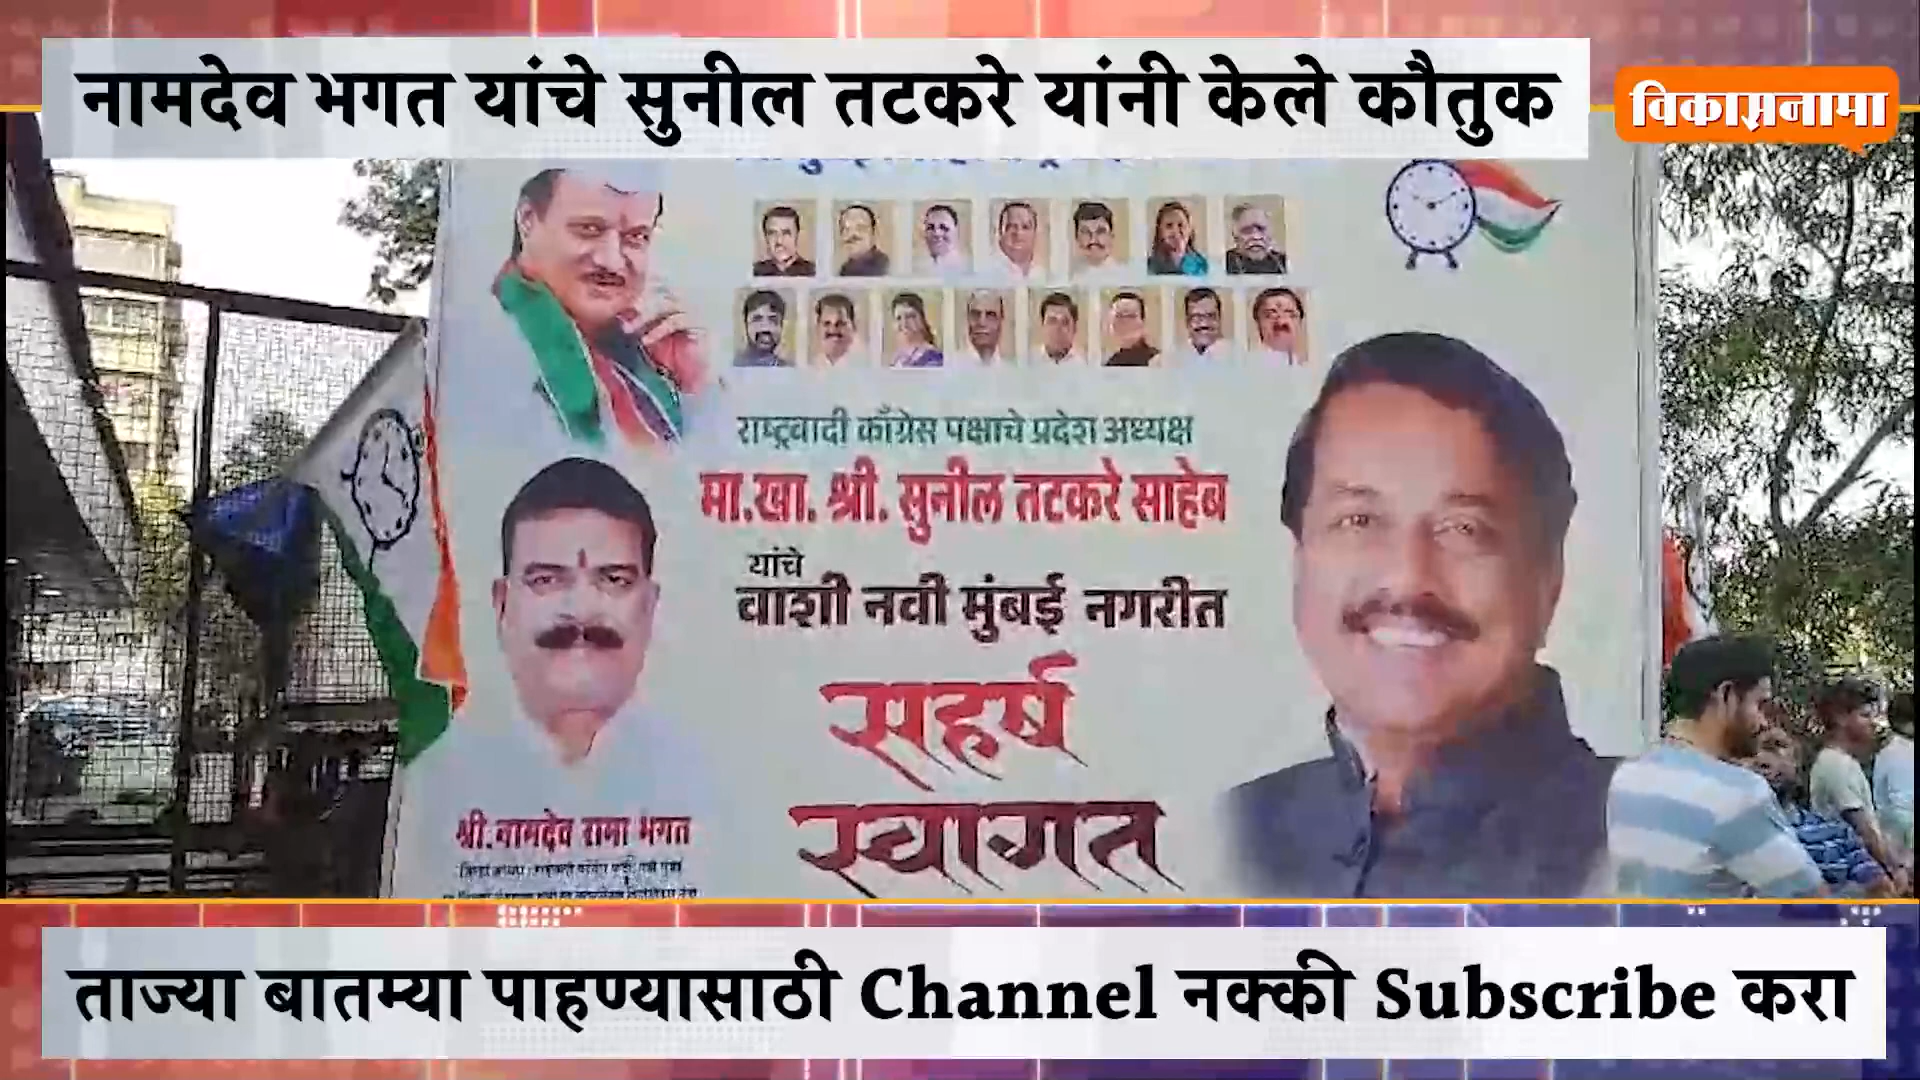 नामदेव भगत यांचे सुनील तटकरे यांनी केले कौतुक
विकासनामा
राष्ट्रवादी काँग्रेस पक्षाचे प्रदेश अध्यक्ष
मा.खा. श्री. सुनील तटकरे साहेब
यांचे
वाशी नवी मुंबई नगरीत
सहर्ष
स्वागत
श्री.नामदेव रामा भगत
ताज्या बातम्या पाहण्यासाठी Channel नक्की Subscribe करा